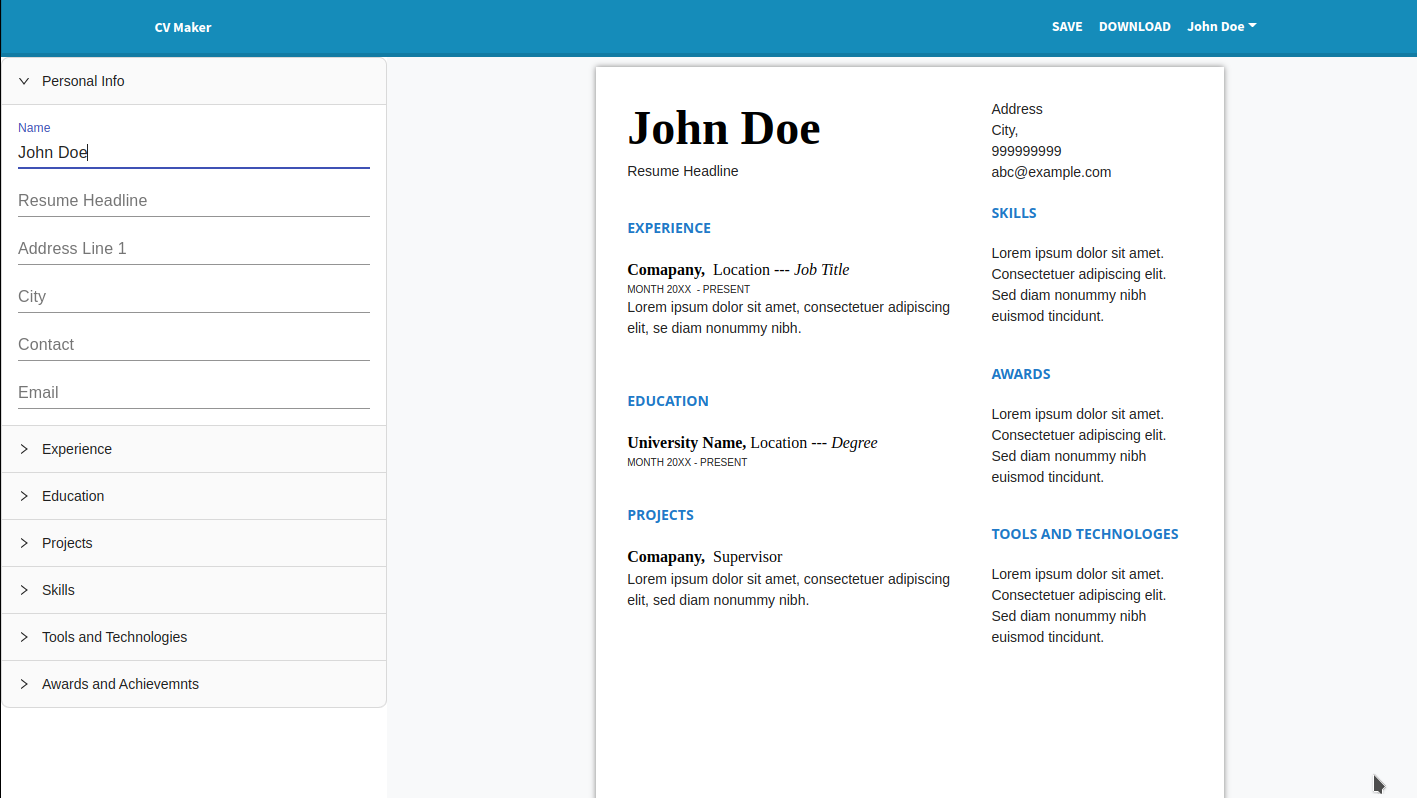 CV Maker
SAVE DOWNLOAD John Doe
Personal Info
Name
John Doe
Resume Headline
Address Line 1
City
Contact
Email
Experience
Education
Projects
Skills
Tools and Technologies
Awards and Achievemnts
John Doe
Resume Headline
EXPERIENCE
Comapany, Location --- Job Title
MONTH 20XX - PRESENT
Lorem ipsum dolor sit amet, consectetuer adipiscing
elit, se diam nonummy nibh.
EDUCATION
University Name, Location --- Degree
MONTH 20XX - PRESENT
PROJECTS
Comapany, Supervisor
Lorem ipsum dolor sit amet, consectetuer adipiscing
elit, sed diam nonummy nibh.
Address
City,
999999999
abc@example.com
SKILLS
Lorem ipsum dolor sit amet.
Consectetuer adipiscing elit.
Sed diam nonummy nibh
euismod tincidunt.
AWARDS
Lorem ipsum dolor sit amet.
Consectetuer adipiscing elit.
Sed diam nonummy nibh
euismod tincidunt.
TOOLS AND TECHNOLOGES
Lorem ipsum dolor sit amet.
Consectetuer adipiscing elit.
Sed diam nonummy nibh
euismod tincidunt.